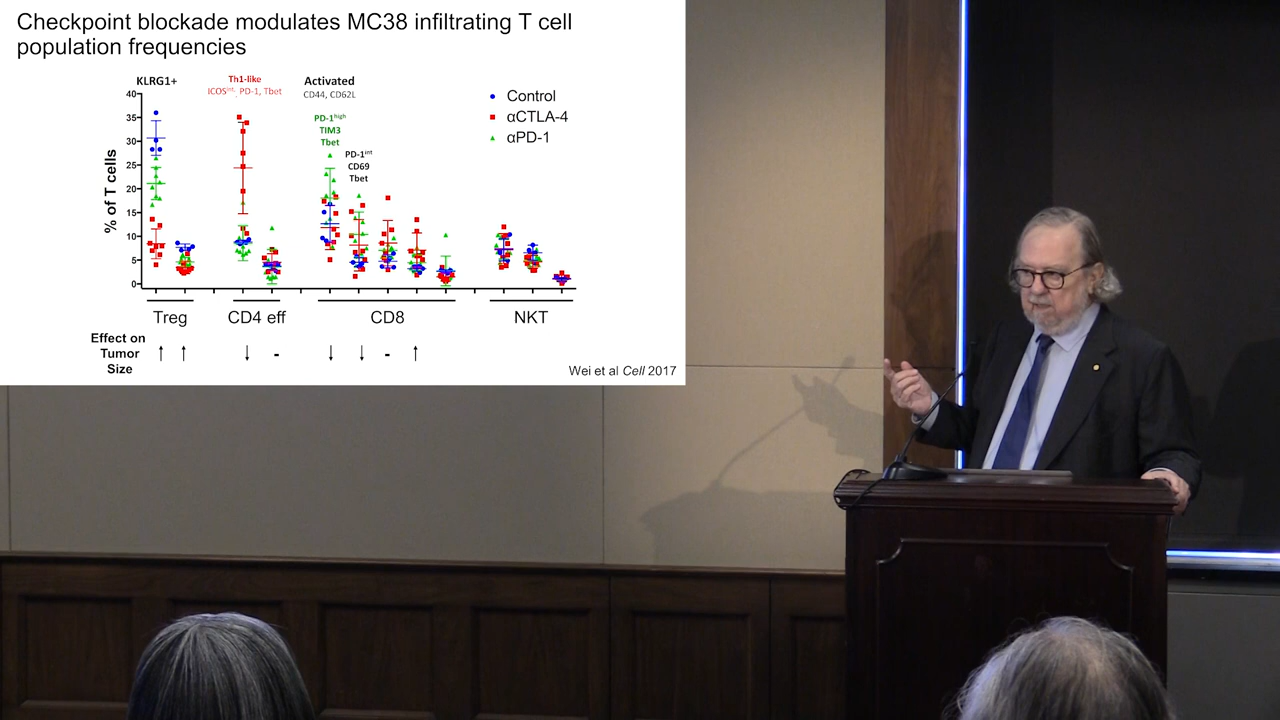 Checkpoint blockade modulates MC38 infiltrating T cell
population frequencies
KLRG1+
Th1-like
ICOSint, PD-1, Tbet
Activated
CD44, CD62L
PD-1high
TIM3
Tbet
PD-1int
CD69
Tbet
Control
αCTLA-4
αPD-1
% of T cells
40
35
30
25
20
15
10
5
0
Treg
CD4 eff
CD8
NKT
Effect on
Tumor
Size
↑ ↑ ↓ - ↓ ↓ - ↑
Wei et al Cell 2017